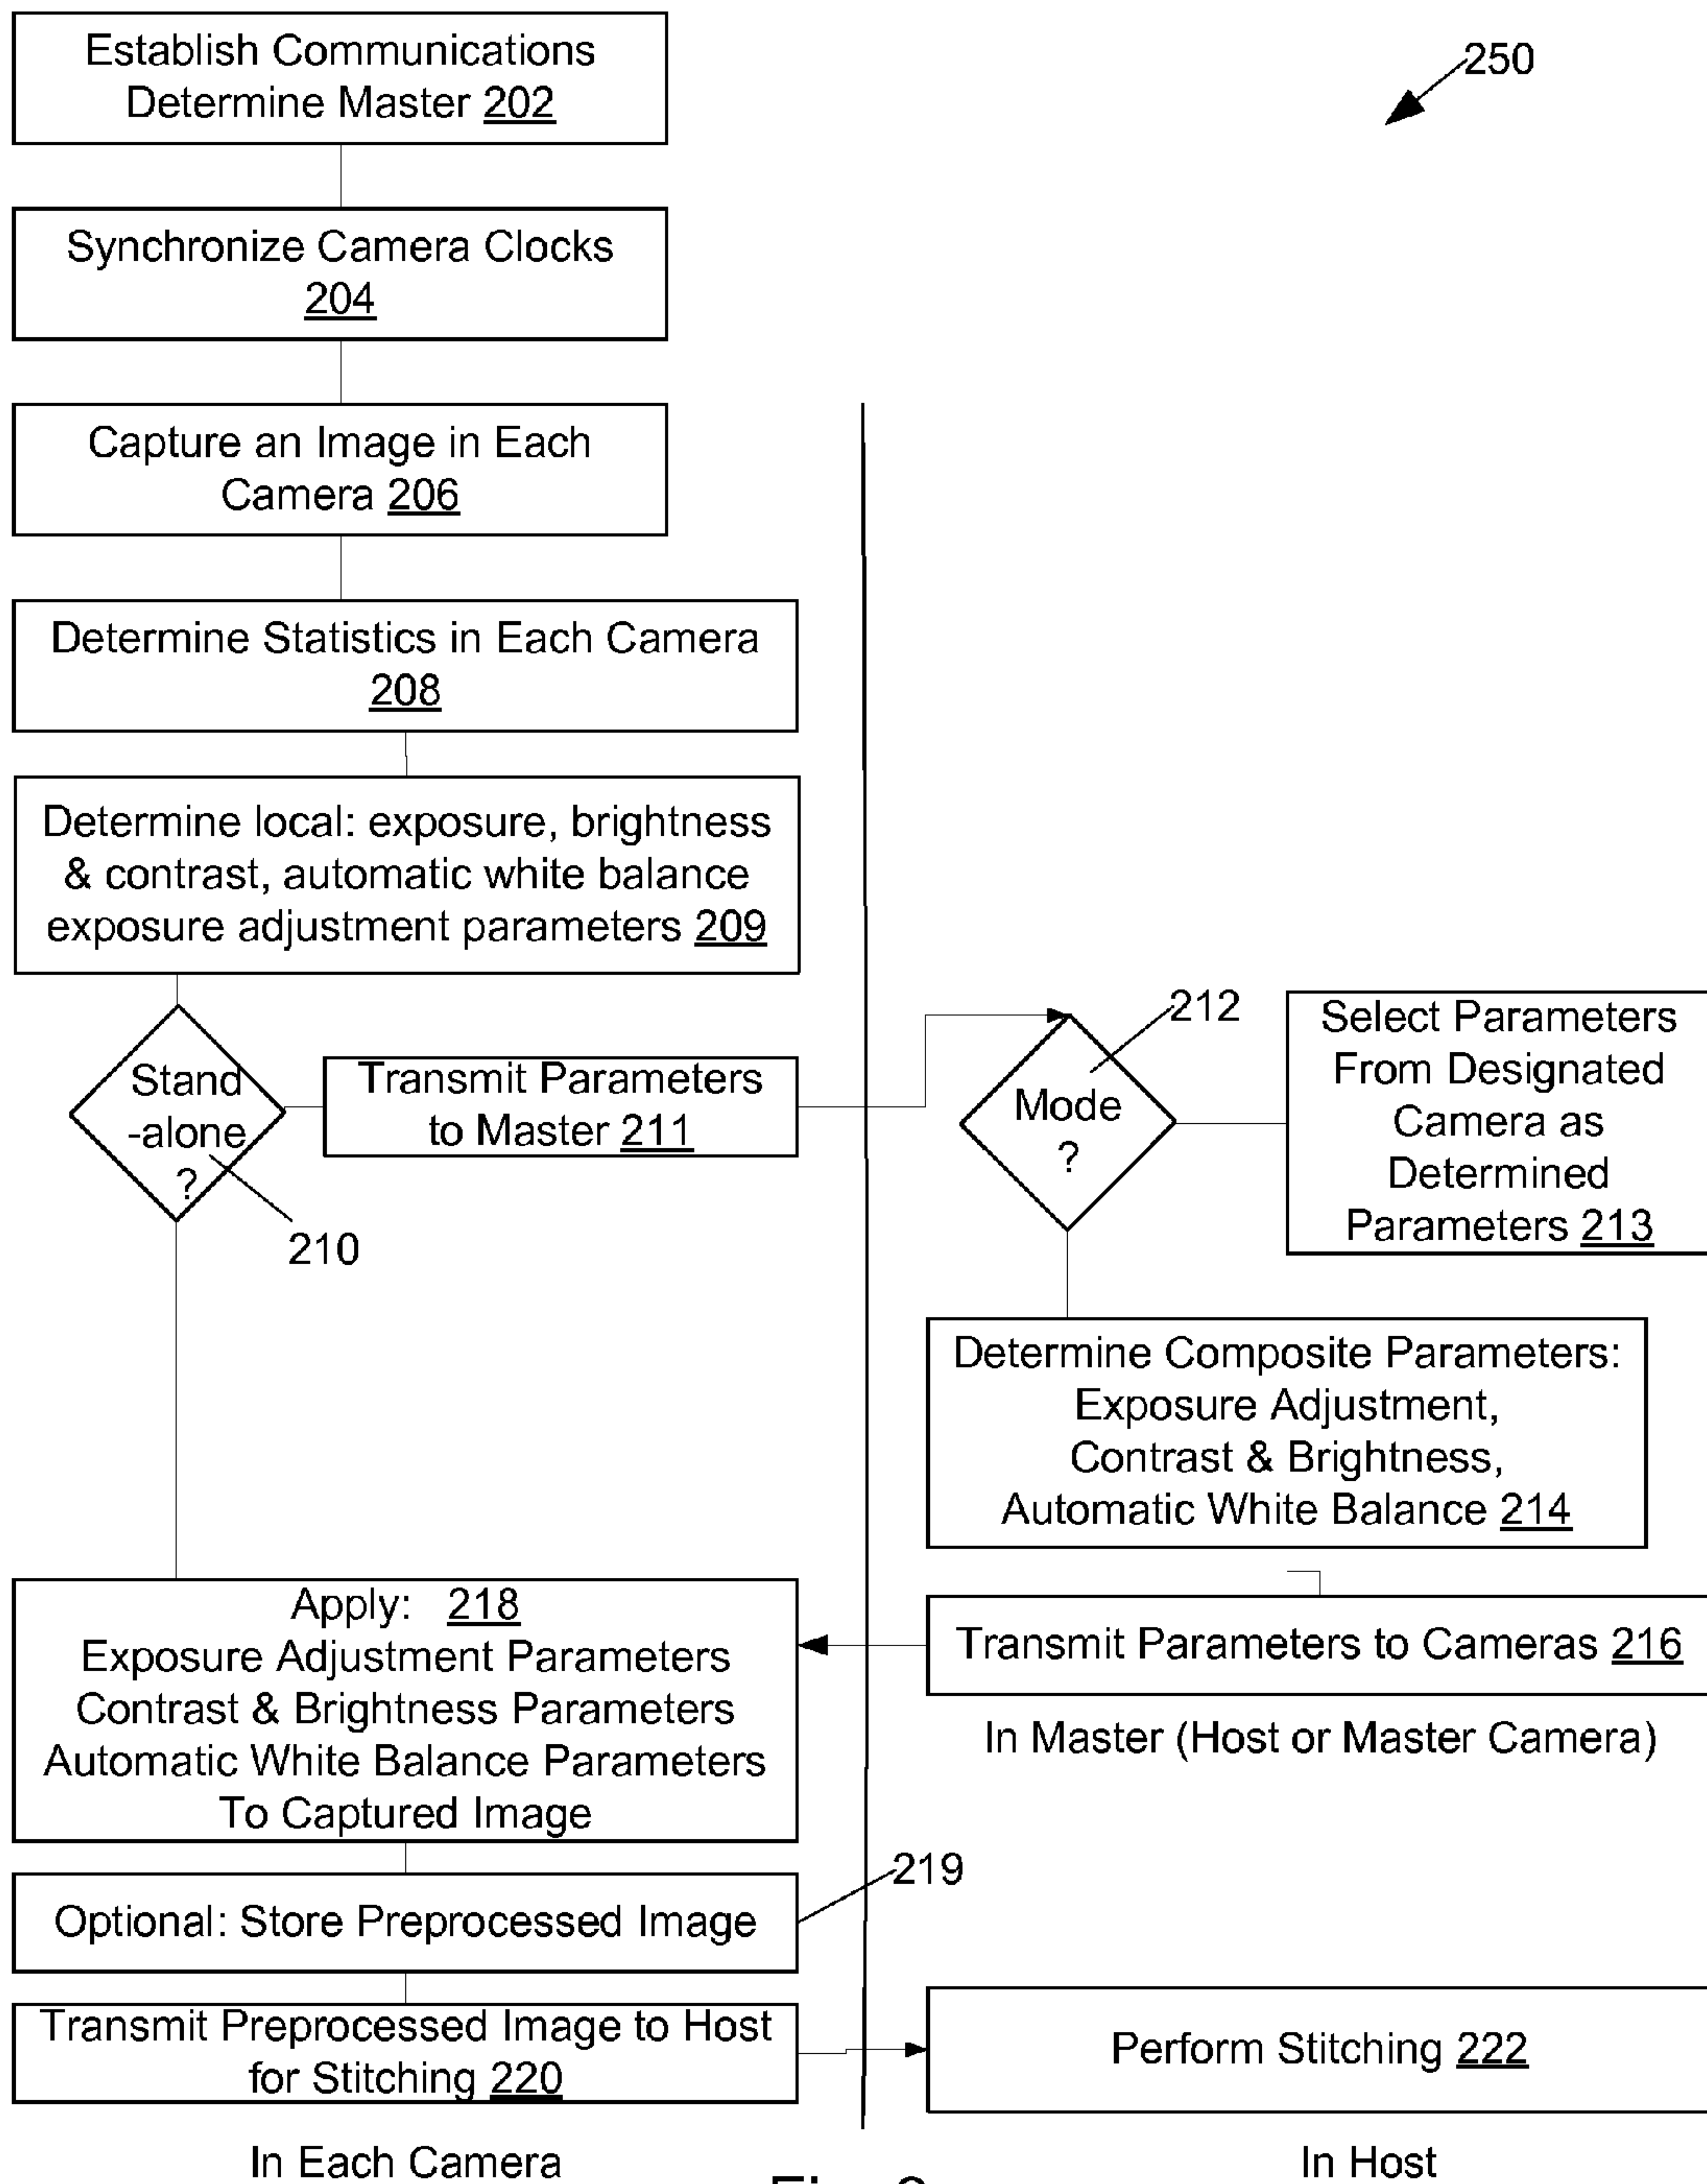 Establish Communications
Determine Master 202
250
Synchronize Camera Clocks
204
Capture an Image in Each
Camera 206
Determine Statistics in Each Camera
208
Determine local: exposure, brightness
& contrast, automatic white balance
exposure adjustment parameters 209
Stand
-alone
?
210
Transmit Parameters
to Master 211
212
Mode
?
Select Parameters
From Designated
Camera as
Determined
Parameters 213
Determine Composite Parameters:
Exposure Adjustment,
Contrast & Brightness,
Automatic White Balance 214
Transmit Parameters to Cameras 216
In Master (Host or Master Camera)
Apply: 218
Exposure Adjustment Parameters
Contrast & Brightness Parameters
Automatic White Balance Parameters
To Captured Image
219
Optional: Store Preprocessed Image
Transmit Preprocessed Image to Host
for Stitching 220
Perform Stitching 222
In Each Camera
In Host